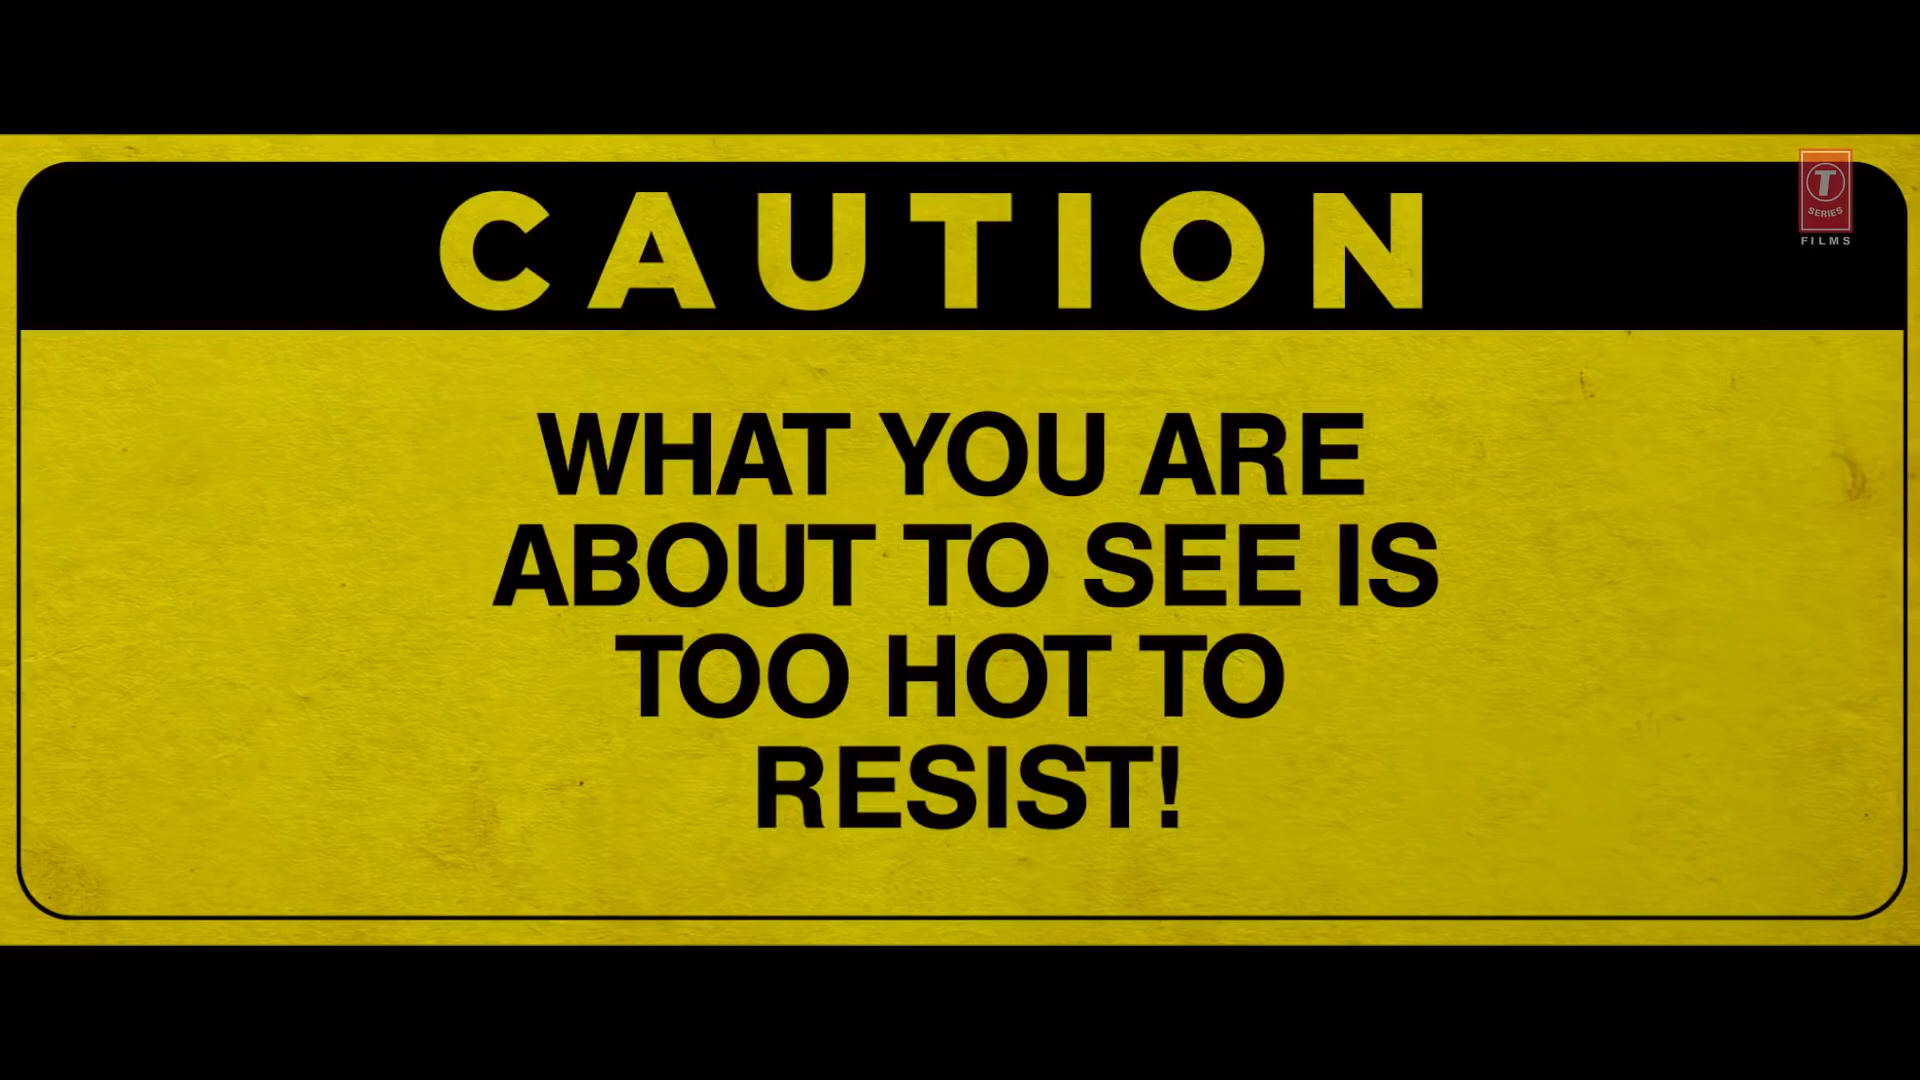 CAUTION
T
SERIES
FILMS
WHAT YOU ARE
ABOUT TO SEE IS
TOO HOT TO
RESIST!